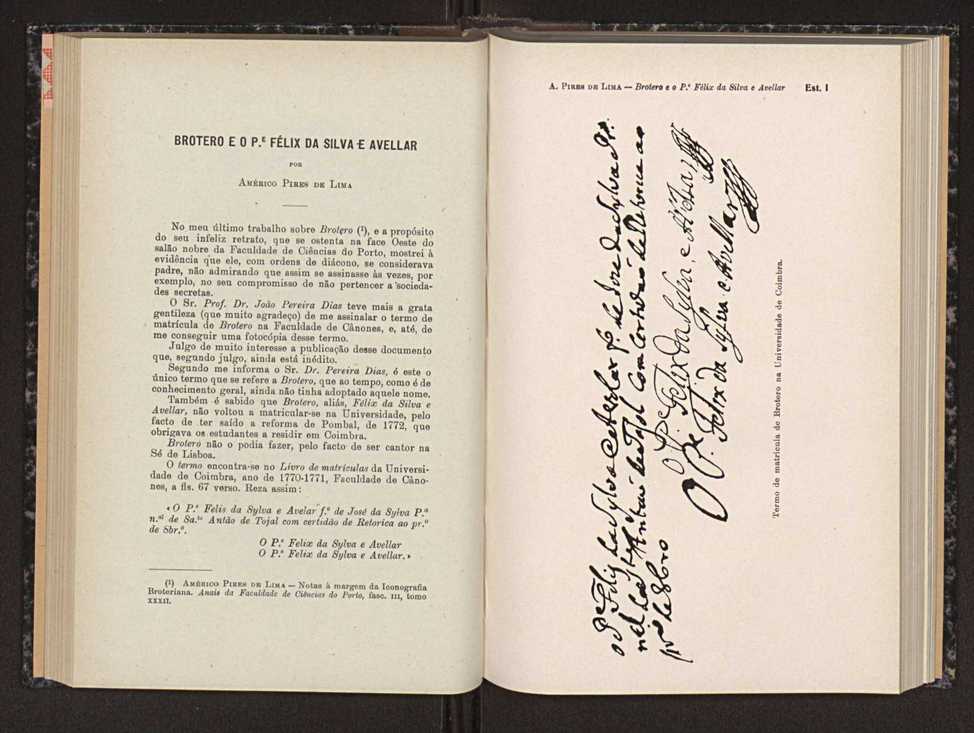 BROTERO E O P.ᴱ FÉLIX DA SILVA E AVELLAR
POR
AMÉRICO PIRES DE LIMA
No meu último trabalho sobre Brotero (¹), e a propósito
do seu infeliz retrato, que se ostenta na face Oeste do
salão nobre da Faculdade de Ciências do Porto, mostrei à
evidência que ele, com ordens de diácono, se considerava
padre, não admirando que assim se assinasse às vezes, por
exemplo, no seu compromisso de não pertencer a socieda-
des secretas.
O Sr. Prof. Dr. João Pereira Dias teve mais a grata
gentileza (que muito agradeço) de me assinalar o termo de
matrícula de Brotero na Faculdade de Cânones, e, até, de
me conseguir uma fotocópia desse termo.
Julgo de muito interesse a publicação desse documento
que, segundo julgo, ainda está inédito.
Segundo me informa o Sr. Dr. Pereira Dias, é este o
único termo que se refere a Brotero, que ao tempo, como é de
conhecimento geral, ainda não tinha adoptado aquele nome.
Também é sabido que Brotero, aliás, Félix da Silva e
Avellar, não voltou a matricular-se na Universidade, pelo
facto de ter saído a reforma de Pombal, de 1772, que
obrigava os estudantes a residir em Coimbra.
Brotero não o podia fazer, pelo facto de ser cantor na
Sé de Lisboa.
O termo encontra-se no Livro de matrículas da Universi-
dade de Coimbra, ano de 1770-1771, Faculdade de Câno-
nes, a fls. 67 verso. Reza assim:
«O P.ᵉ Felis da Sylva e Avelar f.º de José da Sylva P.ª
n.ᵃˡ de Sa.ᵗᵒ Antão de Tojal com certidão de Retorica ao pr.º
de Sbr.º.
O P.ᵉ Felix da Sylva e Avellar
O P.ᵉ Felix da Sylva e Avellar.»
(¹) AMÉRICO PIRES DE LIMA — Notas à margem da Iconografia
Broteriana. Anais da Faculdade de Ciências do Porto, fasc. III, tomo
XXXII.
A. PIRES DE LIMA — Brotero e o P.ᵉ Félix da Silva e Avellar Est. I
O P.ᵉ Felix da Sylva e Avellar
O P.ᵉ Felix da Sylva e Avellar
Termo de matrícula de Brotero na Universidade de Coimbra.